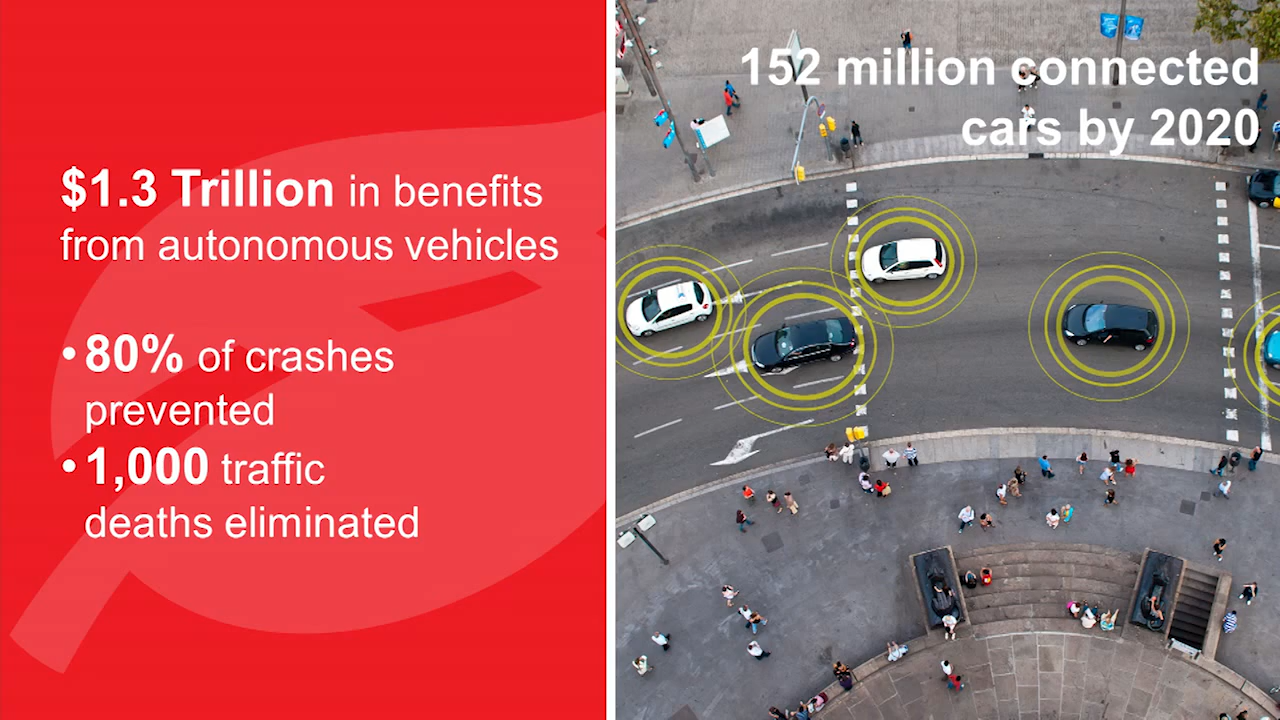 $1.3 Trillion in benefits
from autonomous vehicles
• 80% of crashes
prevented
• 1,000 traffic
deaths eliminated
152 million connected
cars by 2020